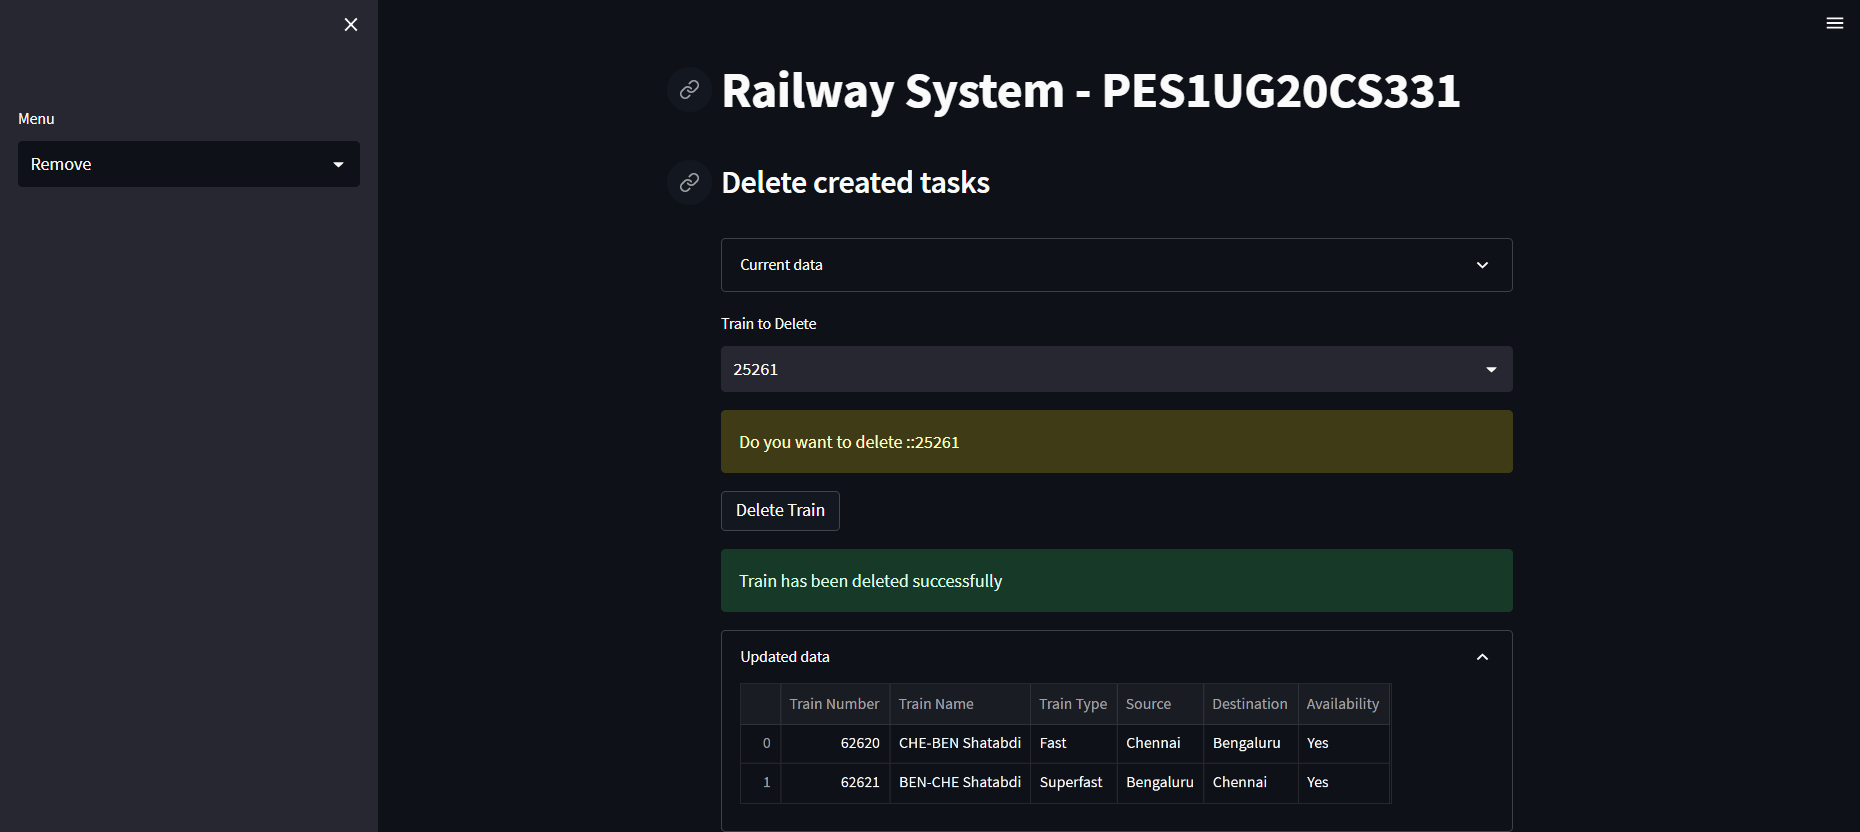 Menu
Remove
Railway System - PES1UG20CS331
Delete created tasks
Current data
Train to Delete
25261
Do you want to delete ::25261
Delete Train
Train has been deleted successfully
Updated data
Train Number Train Name Train Type Source Destination Availability
0 62620 CHE-BEN Shatabdi Fast Chennai Bengaluru Yes
1 62621 BEN-CHE Shatabdi Superfast Bengaluru Chennai Yes